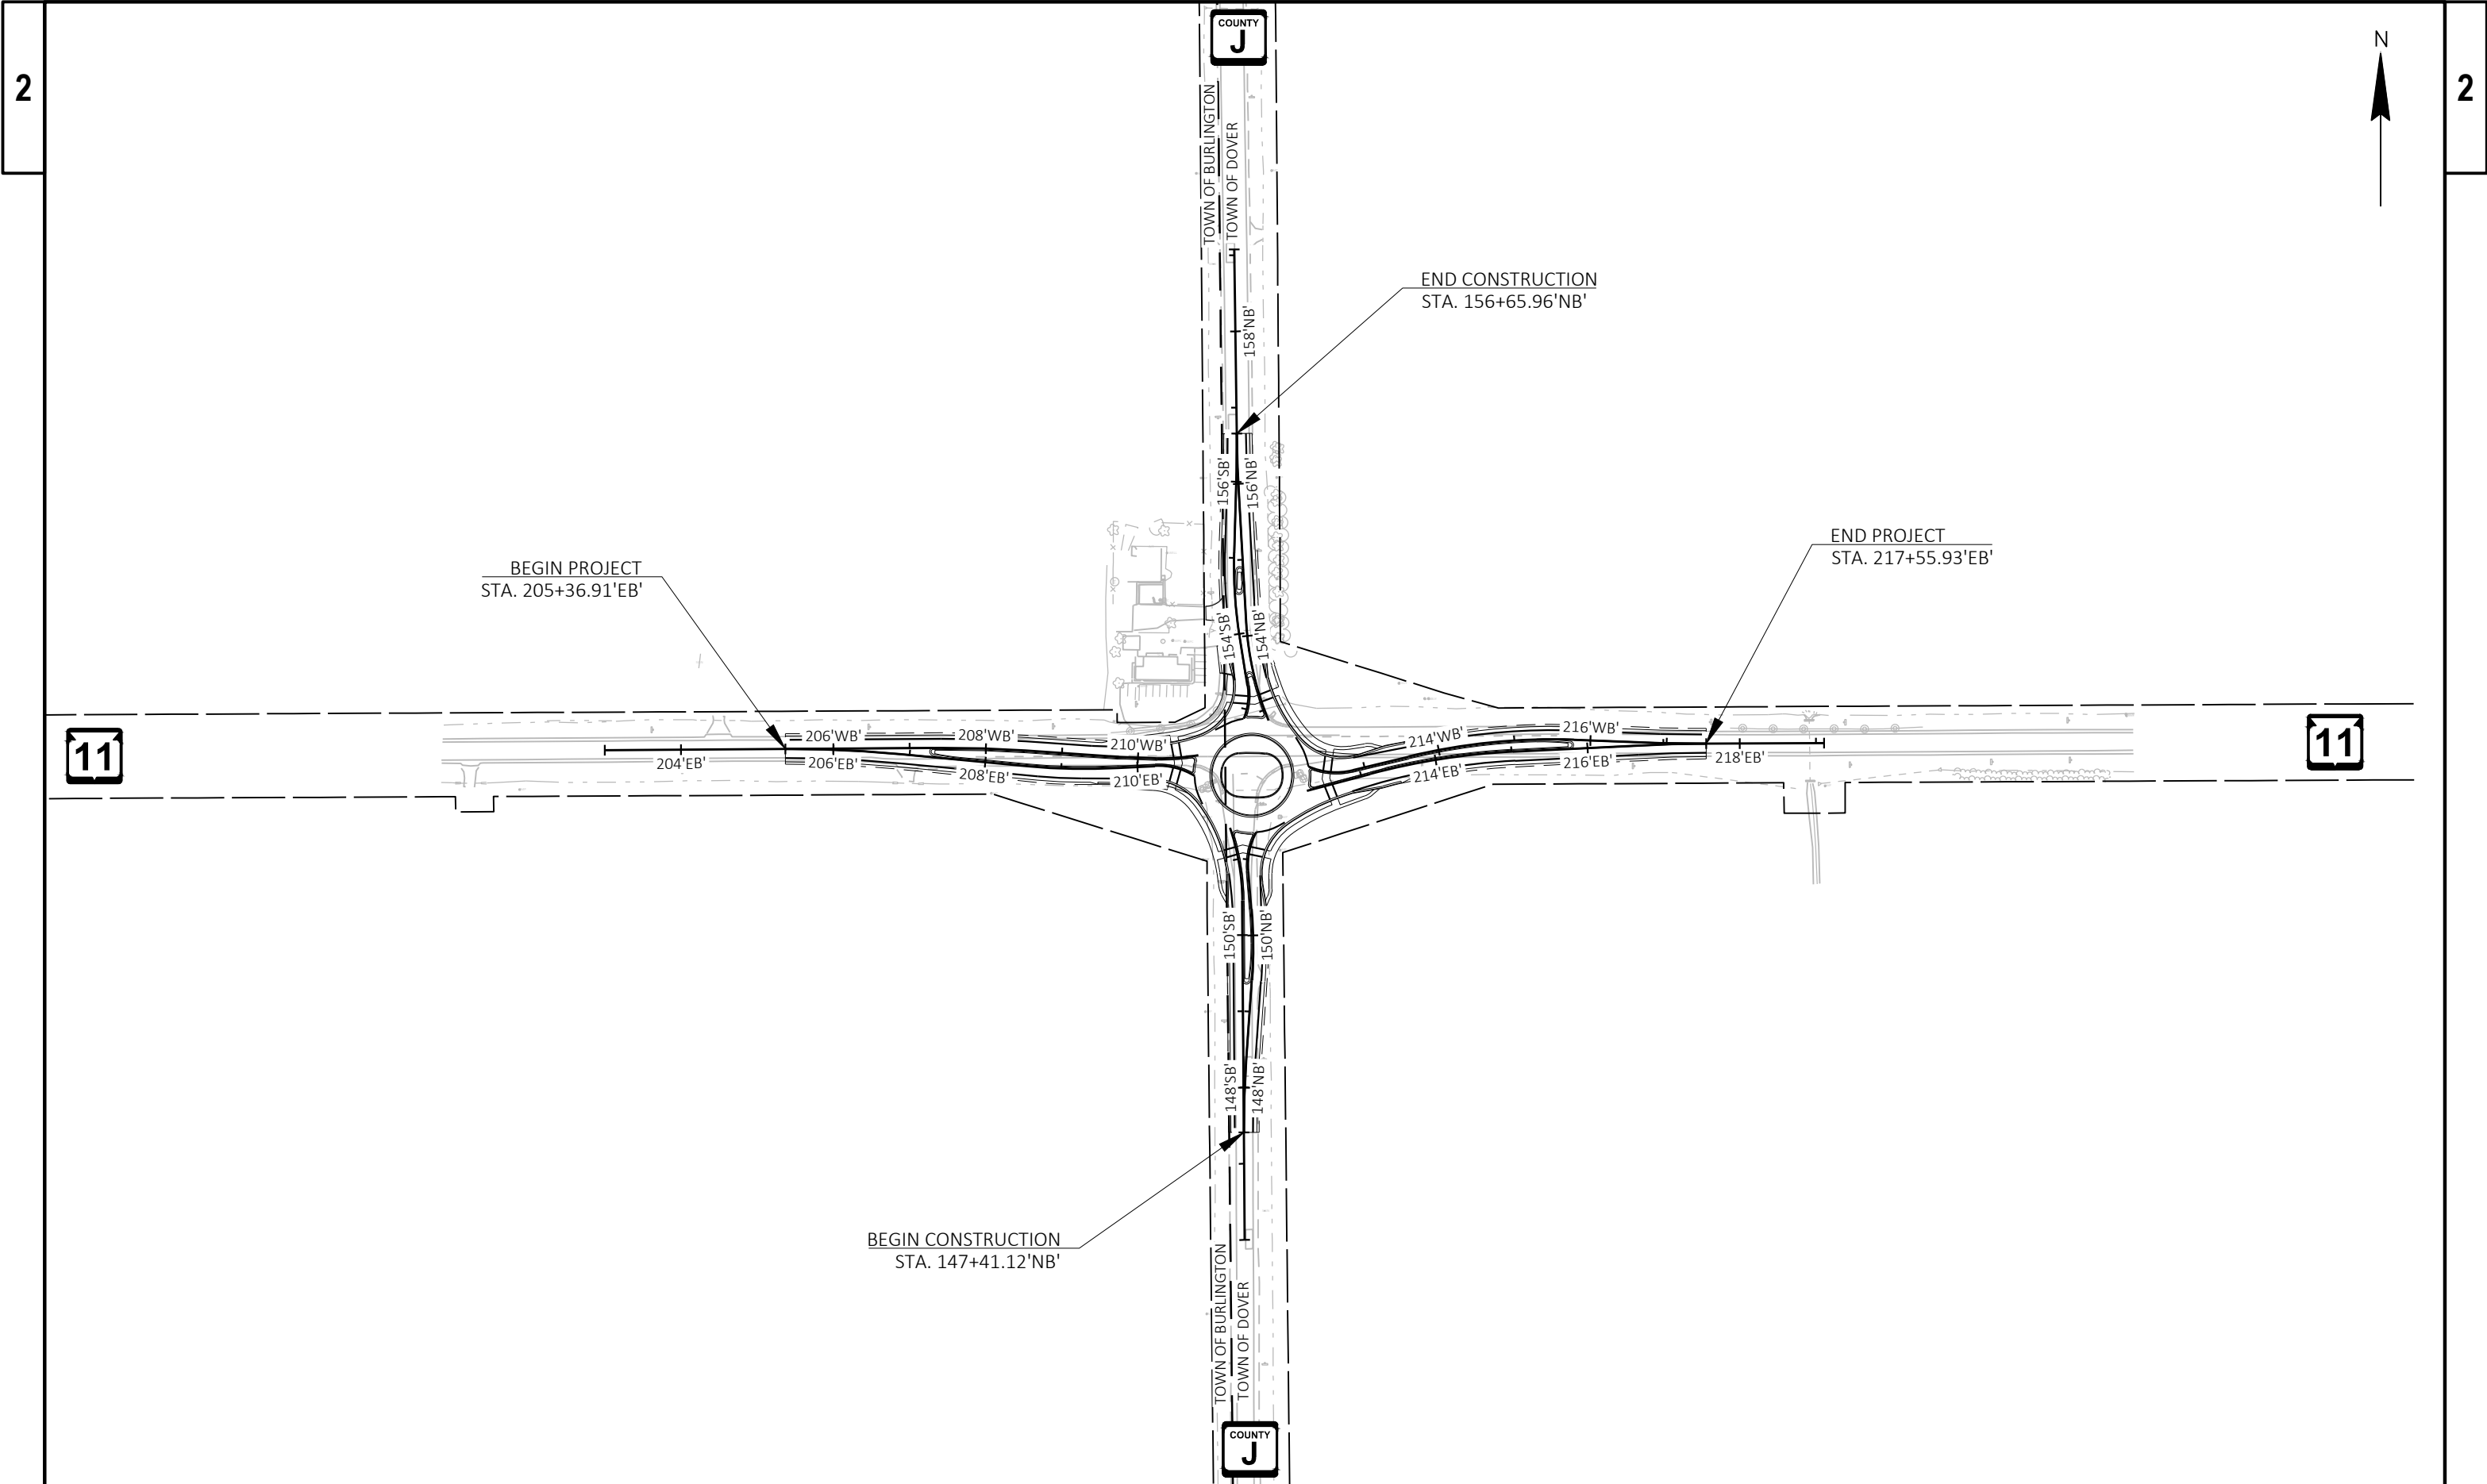 COUNTY
J
N
2
2
TOWN OF BURLINGTON
TOWN OF DOVER
END CONSTRUCTION
STA. 156+65.96'NB'
158'NB'
156'SB'
156'NB'
END PROJECT
STA. 217+55.93'EB'
BEGIN PROJECT
STA. 205+36.91'EB'
154'SB'
154'NB'
11
204'EB'
206'WB'
206'EB'
208'WB'
208'EB'
210'WB'
210'EB'
214'WB'
214'EB'
216'WB'
216'EB'
218'EB'
11
150'SB'
150'NB'
148'SB'
148'NB'
BEGIN CONSTRUCTION
STA. 147+41.12'NB'
TOWN OF BURLINGTON
TOWN OF DOVER
COUNTY
J